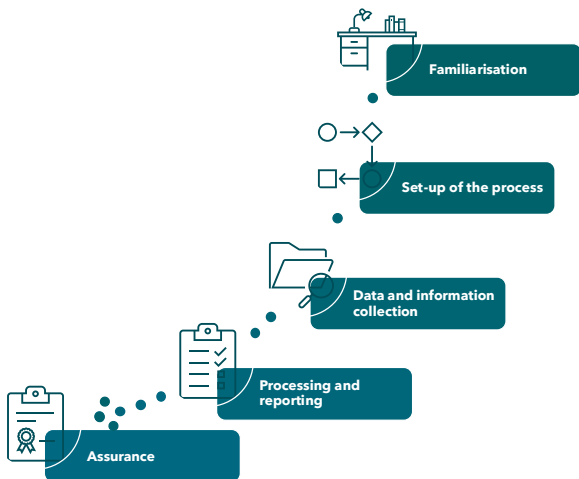 Familiarisation
Set-up of the process
Data and information
collection
Processing and
reporting
Assurance